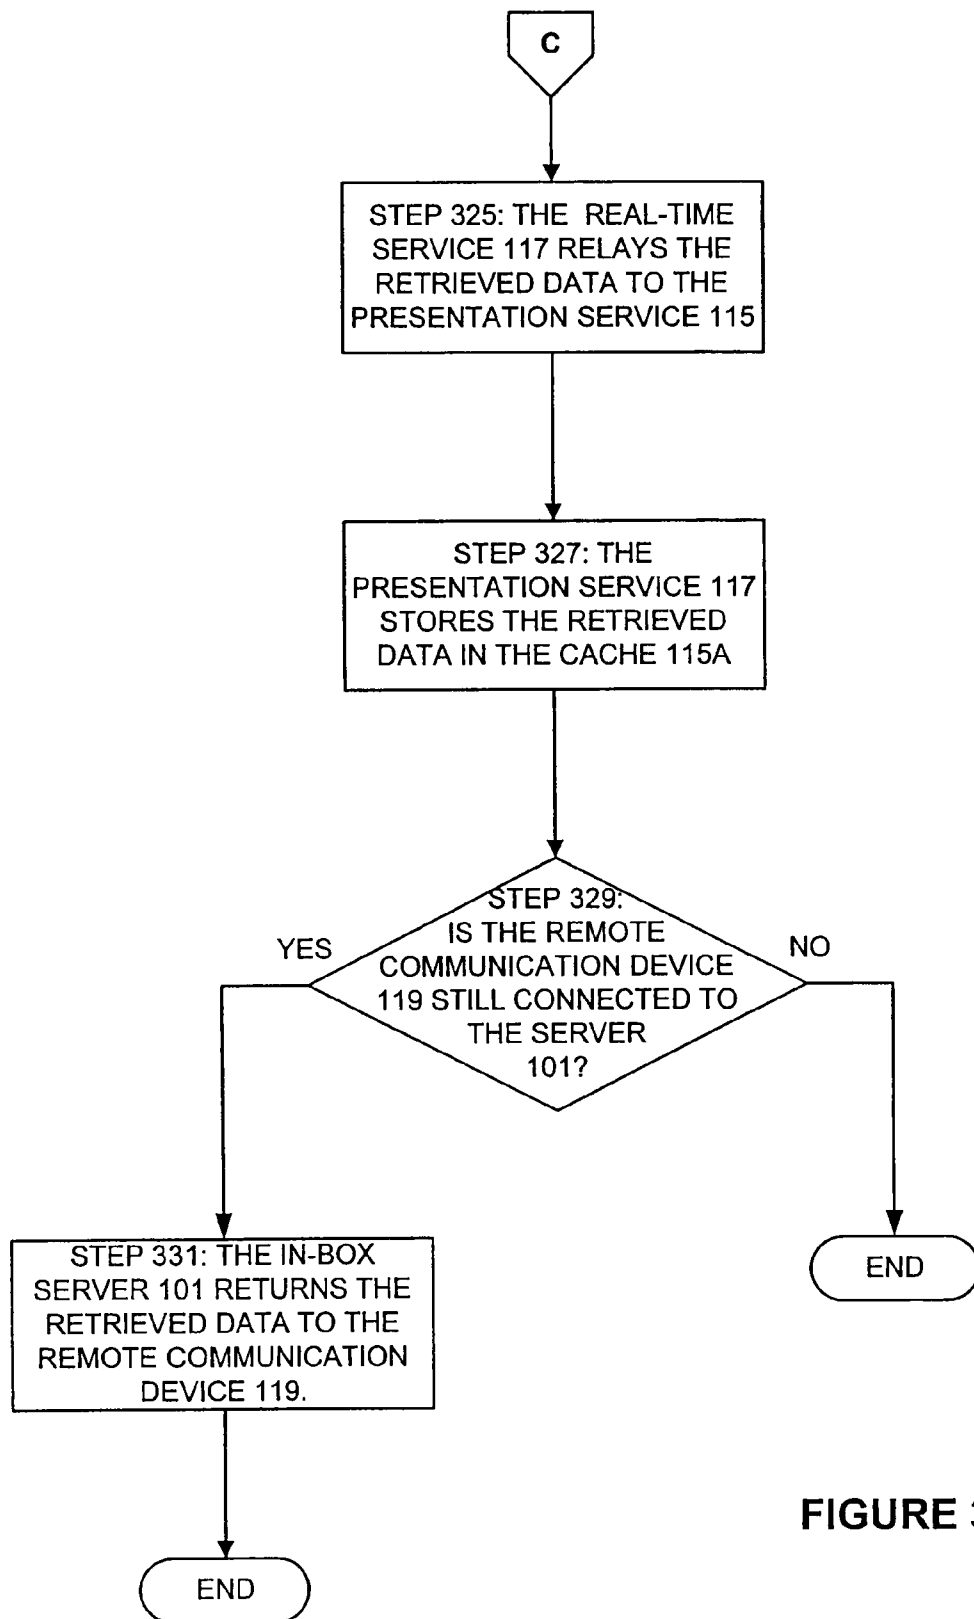 C
STEP 325: THE REAL-TIME
SERVICE 117 RELAYS THE
RETRIEVED DATA TO THE
PRESENTATION SERVICE 115
STEP 327: THE
PRESENTATION SERVICE 117
STORES THE RETRIEVED
DATA IN THE CACHE 115A
STEP 329:
IS THE REMOTE
COMMUNICATION DEVICE
119 STILL CONNECTED TO
THE SERVER
101?
YES
NO
STEP 331: THE IN-BOX
SERVER 101 RETURNS THE
RETRIEVED DATA TO THE
REMOTE COMMUNICATION
DEVICE 119.
END
FIGURE
END